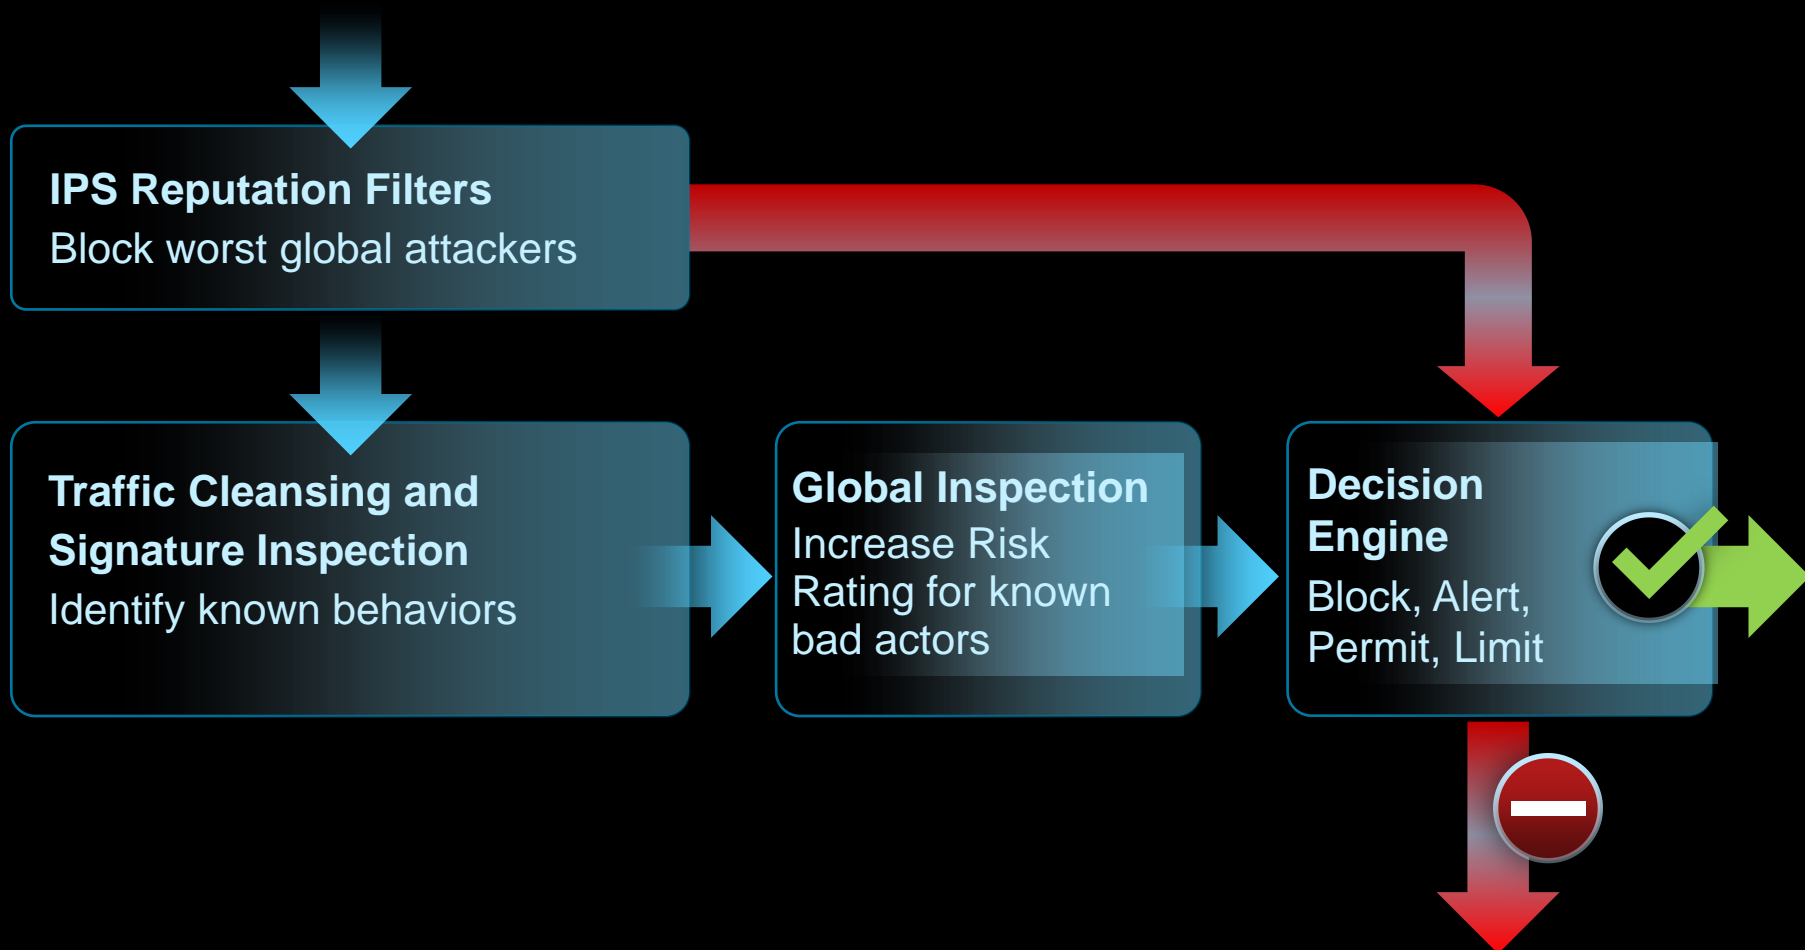 IPS Reputation Filters
Block worst global attackers
Traffic Cleansing and
Signature Inspection
Identify known behaviors
Global Inspection
Increase Risk
Rating for known
bad actors
Decision
Engine
Block, Alert,
Permit, Limit